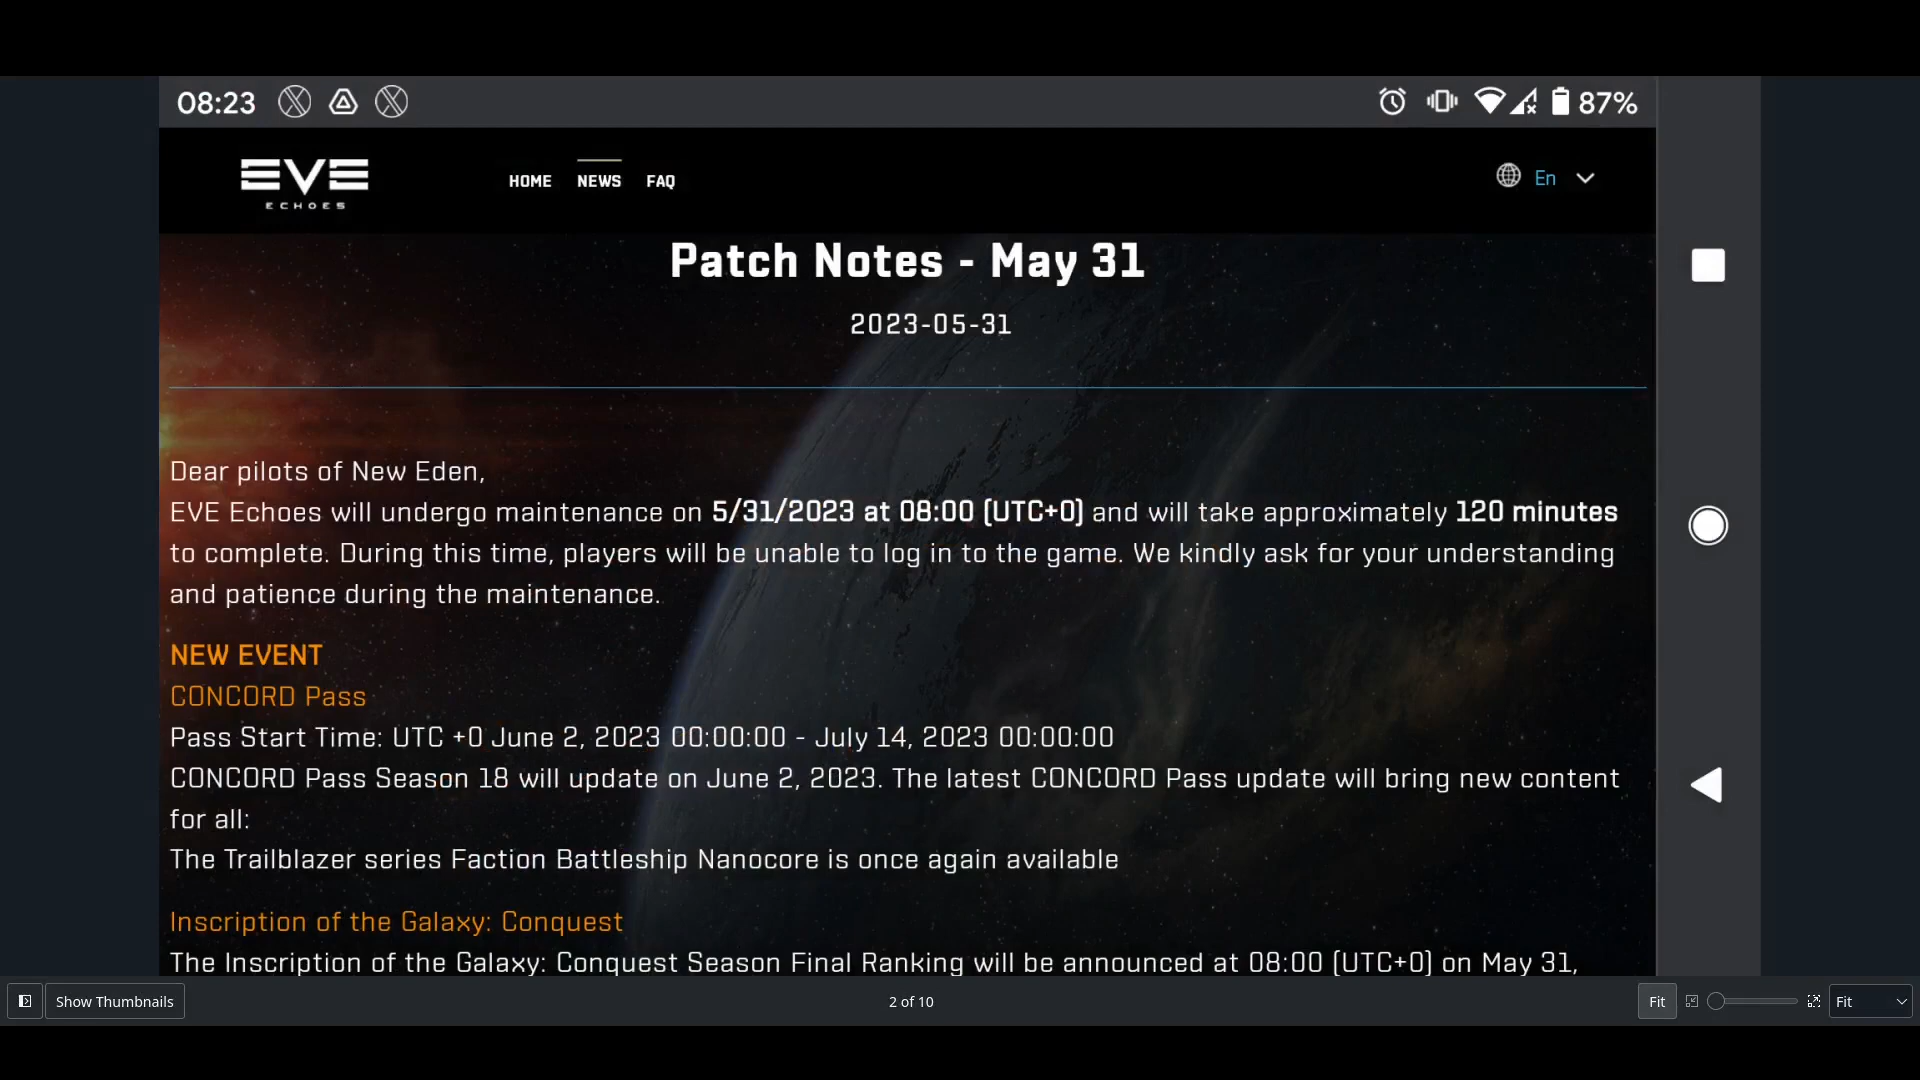 08:23
87%
EVE
ECHOES
HOME NEWS FAQ
En
Patch Notes - May 31
2023-05-31
Dear pilots of New Eden,
EVE Echoes will undergo maintenance on 5/31/2023 at 08:00 (UTC+0) and will take approximately 120 minutes
to complete. During this time, players will be unable to log in to the game. We kindly ask for your understanding
and patience during the maintenance.
NEW EVENT
CONCORD Pass
Pass Start Time: UTC +0 June 2, 2023 00:00:00 - July 14, 2023 00:00:00
CONCORD Pass Season 18 will update on June 2, 2023. The latest CONCORD Pass update will bring new content
for all:
The Trailblazer series Faction Battleship Nanocore is once again available
Inscription of the Galaxy: Conquest
The Inscription of the Galaxy: Conquest Season Final Ranking will be announced at 08:00 (UTC+0) on May 31,
Show Thumbnails
2 of 10
Fit
Fit